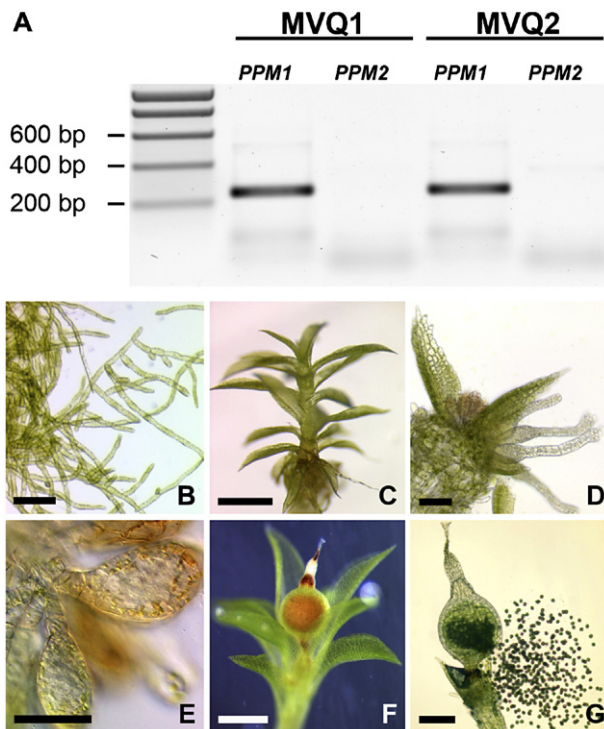 A
MVQ1 MVQ2
PPM1 PPM2 PPM1 PPM2
600 bp –
400 bp –
200 bp –
B C D
E F G